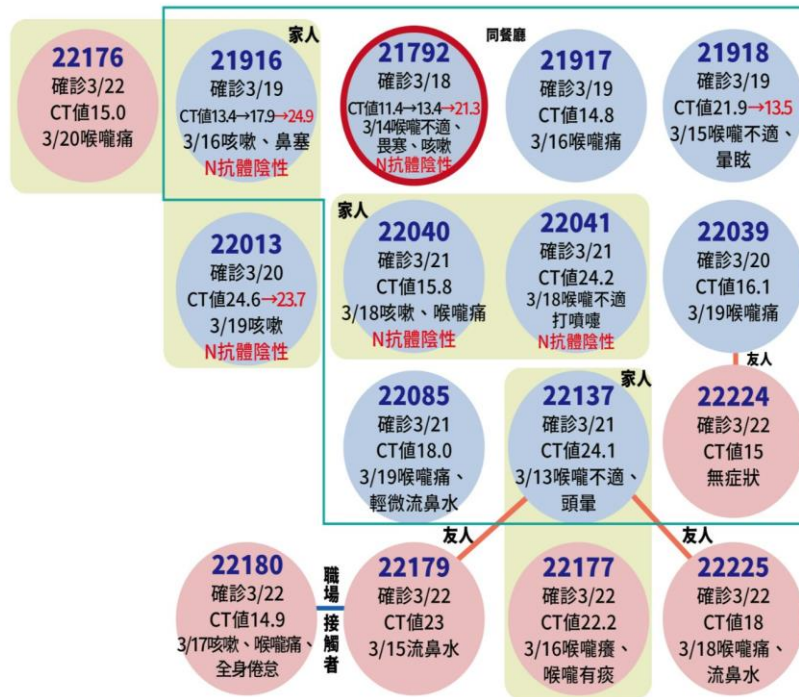 家人
同餐廳
22176
確診3/22
CT值15.0
3/20喉嚨痛
21916
確診3/19
CT值13.4→17.9→24.9
3/16咳嗽、鼻塞
N抗體陰性
21792
確診3/18
CT值11.4→13.4→21.3
3/14喉嚨不適、
畏寒、咳嗽
N抗體陰性
21917
確診3/19
CT值14.8
3/16喉嚨痛
21918
確診3/19
CT值21.9→13.5
3/15喉嚨不適、
暈眩
22013
確診3/20
CT值24.6→23.7
3/19咳嗽
N抗體陰性
家人
22040
確診3/21
CT值15.8
3/18咳嗽、喉嚨痛
N抗體陰性
22041
確診3/21
CT值24.2
3/18喉嚨不適
打噴嚏
N抗體陰性
22039
確診3/20
CT值16.1
3/19喉嚨痛
友人
22085
確診3/21
CT值18.0
3/19喉嚨痛、
輕微流鼻水
家人
22137
確診3/21
CT值24.1
3/13喉嚨不適、
頭暈
22224
確診3/22
CT值15
無症狀
友人
友人
22180
確診3/22
CT值14.9
3/17咳嗽、喉嚨痛、
全身倦怠
職場
接觸者
22179
確診3/22
CT值23
3/15流鼻水
22177
確診3/22
CT值22.2
3/16喉嚨癢、
喉嚨有痰
22225
確診3/22
CT值18
3/18喉嚨痛、
流鼻水